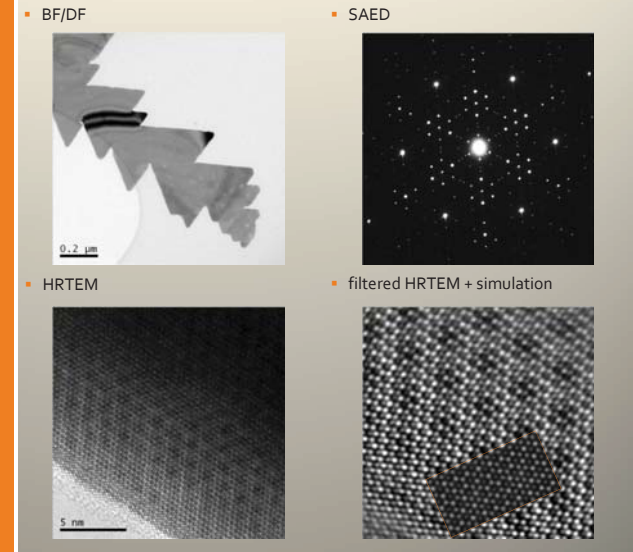 BF/DF
SAED
0.2 µm
HRTEM
filtered HRTEM + simulation
5 nm